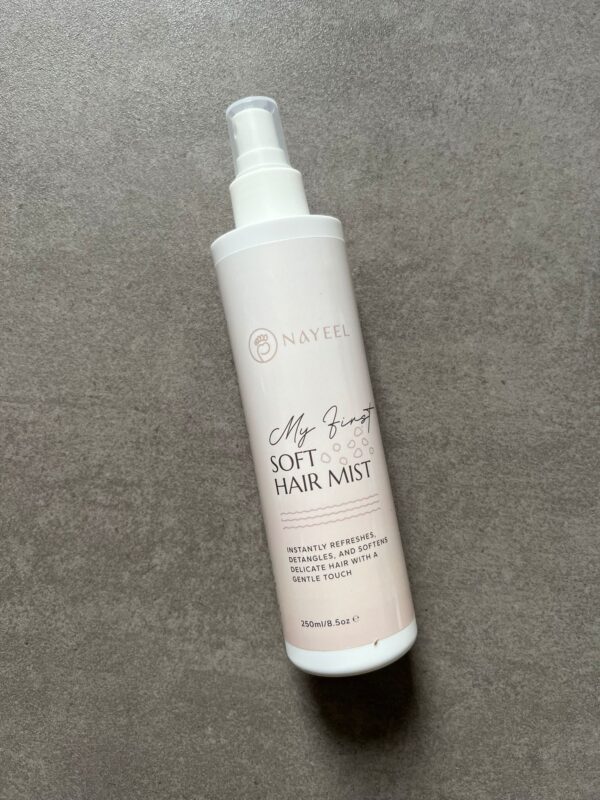 NAYEEL
My First
SOFT
HAIR MIST
INSTANTLY REFRESHES,
DETANGLES, AND SOFTENS
DELICATE HAIR WITH A
GENTLE TOUCH
250ml/8.5oz ℮